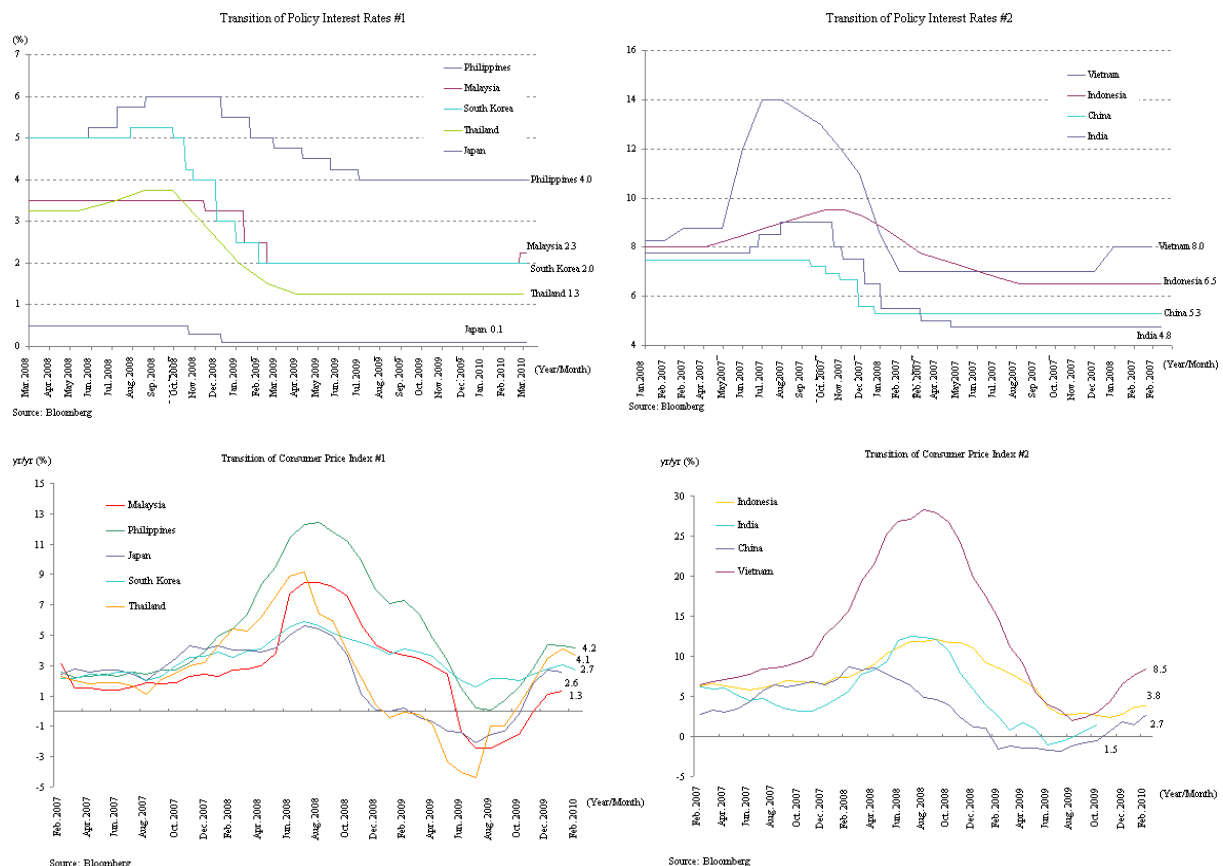 Transition of Policy Interest Rates #1
(%)
7
6
5
4
3
2
1
0
Philippines
Malaysia
South Korea
Thailand
Japan
Philippines 4.0
Malaysia 2.3
South Korea 2.0
Thailand 1.3
Japan 0.1
Mar. 2008
Apr. 2008
May 2008
Jun. 2008
Jul. 2008
Aug. 2008
Sep. 2008
Oct. 2008
Nov. 2008
Dec. 2008
Jun. 2009
Feb. 2009
Mar. 2009
Apr. 2009
May 2009
Jun. 2009
Jul. 2009
Aug. 2009
Sep. 2009
Oct. 2009
Nov. 2009
Dec. 2009
Jun. 2010
Feb. 2010
Mar. 2010
(Year/Month)
Source: Bloomberg
Transition of Policy Interest Rates #2
16
14
12
10
8
6
4
Vietnam
Indonesia
China
India
Vietnam 8.0
Indonesia 6.5
China 5.3
India 4.8
Jan. 2008
Feb. 2007
Feb. 2007
Apr. 2007
May 2007
Jun. 2007
Jul. 2007
Aug 2007
Sep. 2007
Oct. 2007
Nov. 2007
Dec. 2007
Jun. 2008
Feb. 2007
Feb. 2007
Apr. 2007
May 2007
Jun. 2007
Jul. 2007
Aug. 2007
Sep. 2007
Oct. 2007
Nov. 2007
Dec. 2007
Jun. 2008
Feb. 2007
Feb. 2007
(Year/Month)
Source: Bloomberg
Transition of Consumer Price Index #1
yr/yr (%)
15
13
11
9
7
5
3
1
-1
-3
-5
Malaysia
Philippines
Japan
South Korea
Thailand
4.2
4.1
2.7
2.6
1.3
Feb. 2007
Apr. 2007
Jun. 2007
Aug. 2007
Oct. 2007
Dec. 2007
Feb. 2008
Apr. 2008
Jun. 2008
Aug. 2008
Oct. 2008
Dec. 2008
Feb. 2009
Apr. 2009
Jun. 2009
Aug. 2009
Oct. 2009
Dec. 2009
Feb. 2010
(Year/Month)
Source: Bloomberg
Transition of Consumer Price Index #2
yr/yr (%)
30
25
20
15
10
5
0
-5
Indonesia
India
China
Vietnam
8.5
3.8
2.7
1.5
Feb. 2007
Apr. 2007
Jun. 2007
Aug. 2007
Oct. 2007
Dec. 2007
Feb. 2008
Apr. 2008
Jun. 2008
Aug. 2008
Oct. 2008
Dec. 2008
Feb. 2009
Apr. 2009
Jun. 2009
Aug. 2009
Oct. 2009
Dec. 2009
Feb. 2010
(Year/Month)
Source: Bloomberg